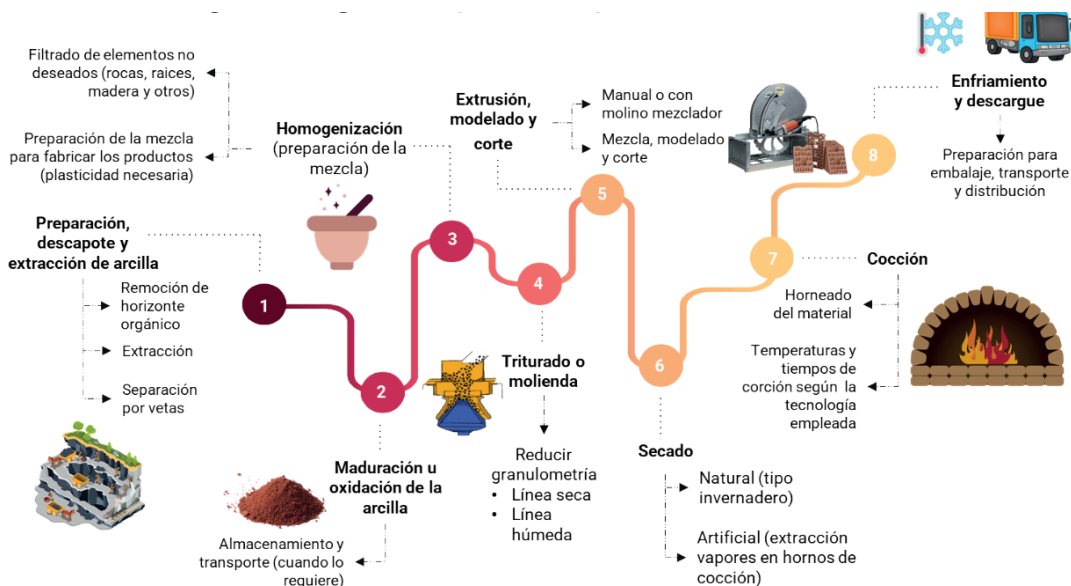 1
Preparación,
descapote y
extracción de arcilla
Remoción de
horizonte
orgánico
Extracción
Separación
por vetas
2
Maduración u
oxidación de la
arcilla
Almacenamiento y
transporte (cuando lo
requiere)
3
Homogenización
(preparación de la
mezcla)
Filtrado de elementos no
deseados (rocas, raices,
madera y otros)
Preparación de la mezcla
para fabricar los productos
(plasticidad necesaria)
4
Triturado o
molienda
Reducir
granulometría
• Línea seca
• Línea
húmeda
5
Extrusión,
modelado y
corte
Manual o con
molino mezclador
Mezcla, modelado
y corte
6
Secado
Natural (tipo
invernadero)
Artificial (extracción
vapores en hornos de
cocción)
7
Cocción
Horneado
del material
Temperaturas y
tiempos de
corción según la
tecnología
empleada
8
Enfriamiento
y descargue
Preparación para
embalaje, transporte
y distribución